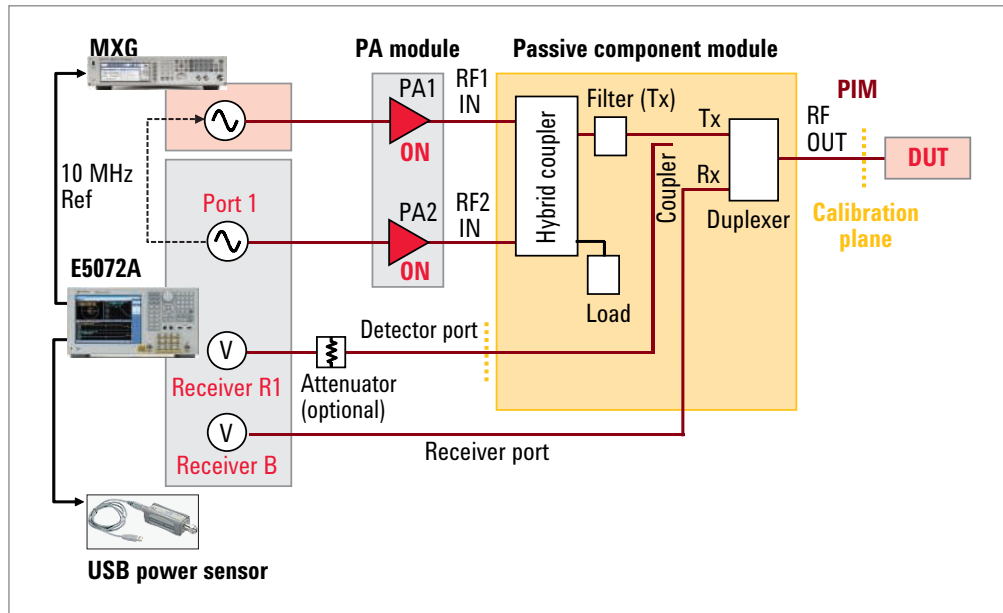 MXG
PA module
Passive component module
PA1
RF1
IN
ON
Filter (Tx)
Hybrid coupler
Tx
Coupler
Rx
Duplexer
PIM
RF
OUT
DUT
Calibration
plane
10 MHz
Ref
Port 1
PA2
RF2
IN
ON
Load
E5072A
Detector port
V
Receiver R1
Attenuator
(optional)
V
Receiver B
Receiver port
USB power sensor